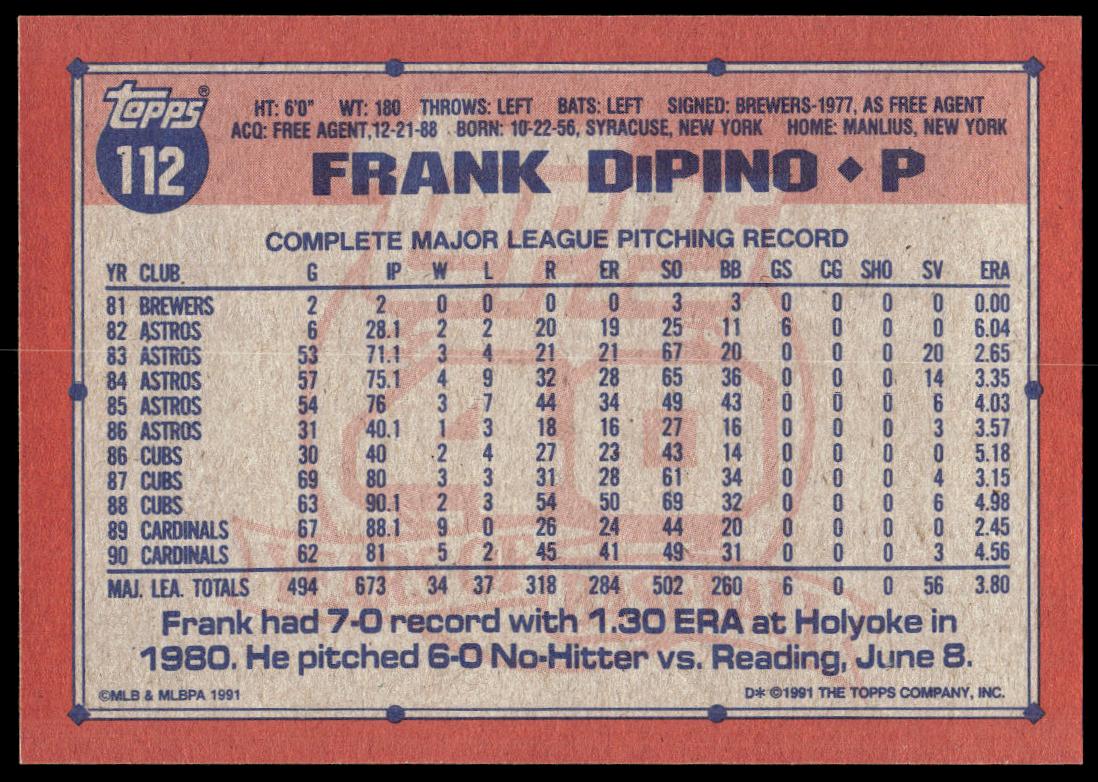 topps®
112
HT: 6'0" WT: 180 THROWS: LEFT BATS: LEFT SIGNED: BREWERS-1977, AS FREE AGENT
ACQ: FREE AGENT,12-21-88 BORN: 10-22-56, SYRACUSE, NEW YORK HOME: MANLIUS, NEW YORK
FRANK DiPINO ◆ P
COMPLETE MAJOR LEAGUE PITCHING RECORD
YR CLUB G IP W L R ER SO BB GS CG SHO SV ERA
81 BREWERS 2 2 0 0 0 0 3 3 0 0 0 0 0.00
82 ASTROS 6 28.1 2 2 20 19 25 11 6 0 0 0 6.04
83 ASTROS 53 71.1 3 4 21 21 67 20 0 0 0 20 2.65
84 ASTROS 57 75.1 4 9 32 28 65 36 0 0 0 14 3.35
85 ASTROS 54 76 3 7 44 34 49 43 0 0 0 6 4.03
86 ASTROS 31 40.1 1 3 18 16 27 16 0 0 0 3 3.57
86 CUBS 30 40 2 4 27 23 43 14 0 0 0 0 5.18
87 CUBS 69 80 3 3 31 28 61 34 0 0 0 4 3.15
88 CUBS 63 90.1 2 3 54 50 69 32 0 0 0 6 4.98
89 CARDINALS 67 88.1 9 0 26 24 44 20 0 0 0 0 2.45
90 CARDINALS 62 81 5 2 45 41 49 31 0 0 0 3 4.56
MAJ. LEA. TOTALS 494 673 34 37 318 284 502 260 6 0 0 56 3.80
Frank had 7-0 record with 1.30 ERA at Holyoke in
1980. He pitched 6-0 No-Hitter vs. Reading, June 8.
©MLB & MLBPA 1991
D* ©1991 THE TOPPS COMPANY, INC.